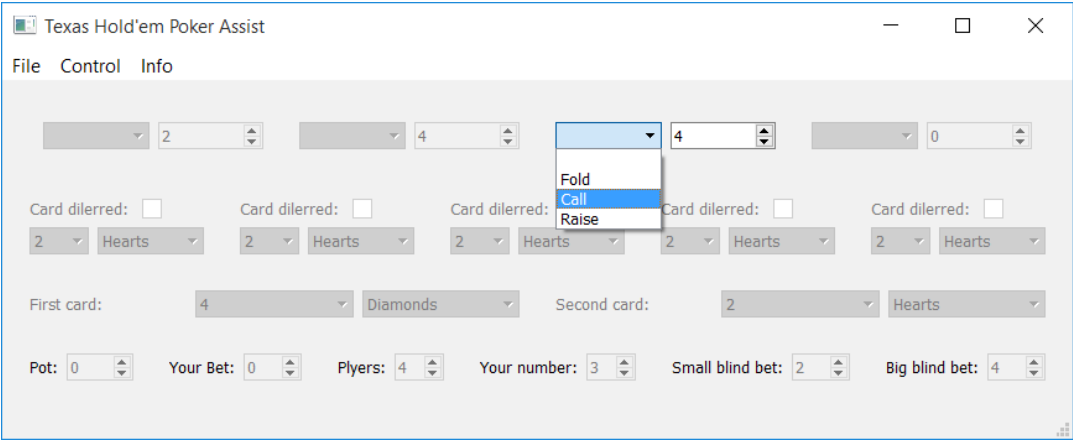 Texas Hold'em Poker Assist
File Control Info
2 4 4 0
Fold
Call
Raise
Card dilerred: Card dilerred: Card dilerred: Card dilerred: Card dilerred:
2 Hearts 2 Hearts 2 Hearts 2 Hearts 2 Hearts
First card: 4 Diamonds Second card: 2 Hearts
Pot: 0 Your Bet: 0 Plyers: 4 Your number: 3 Small blind bet: 2 Big blind bet: 4